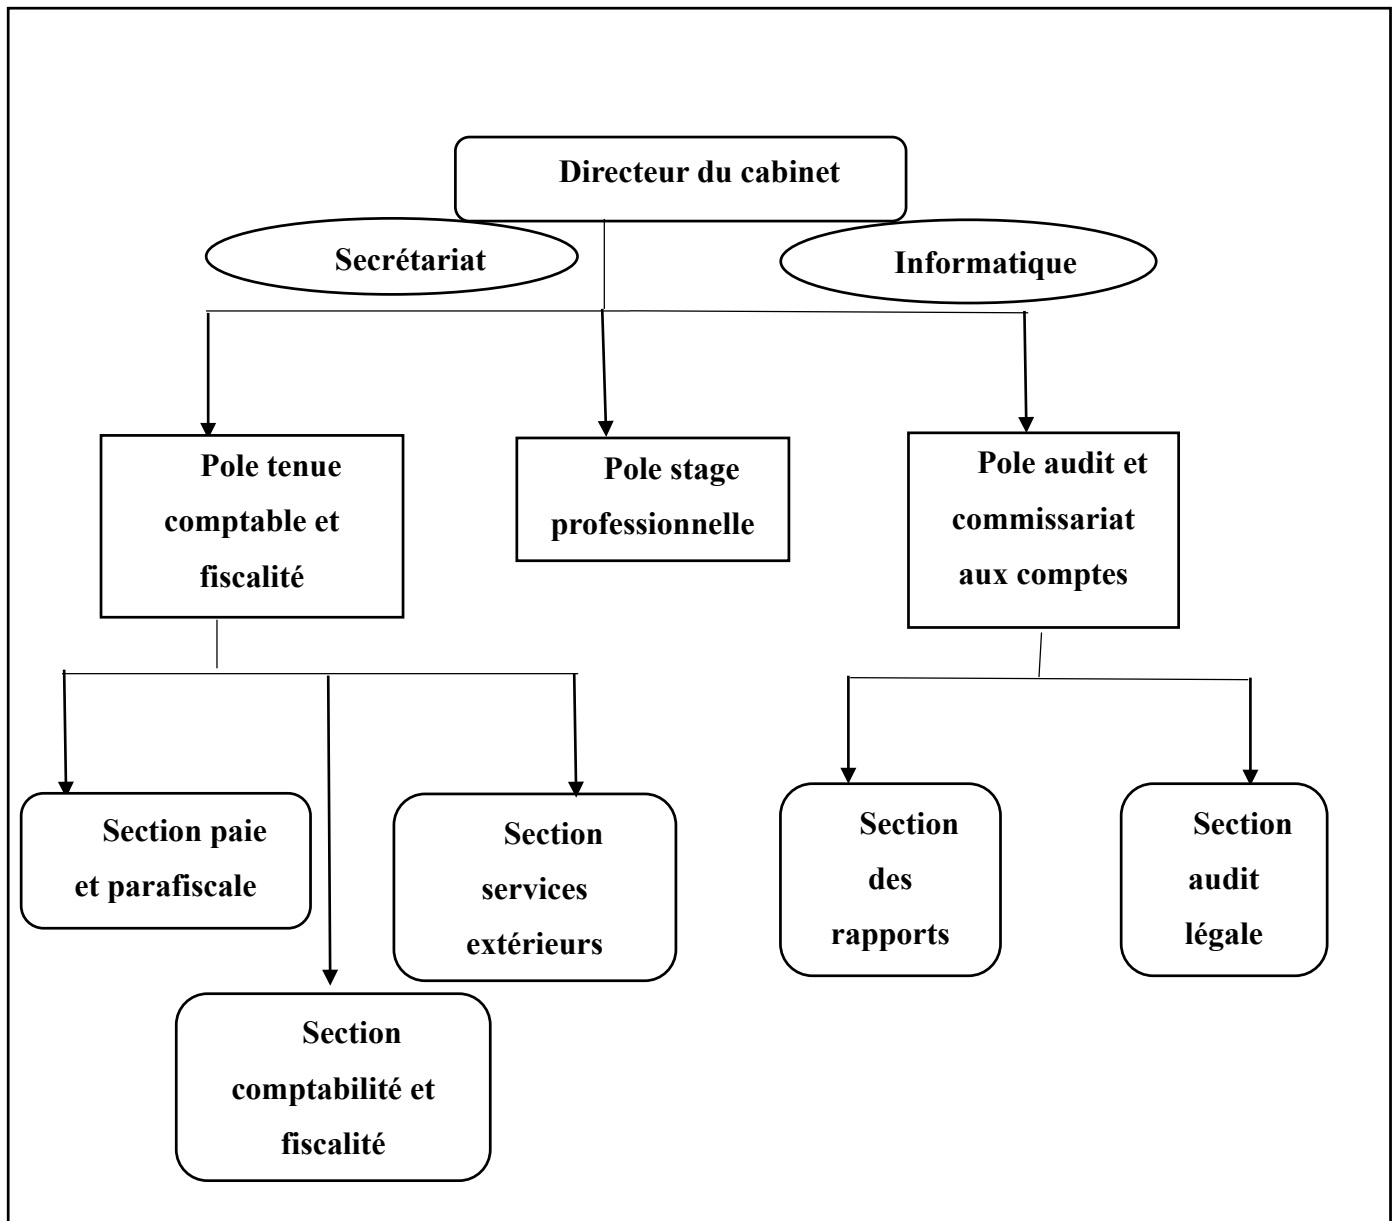 Directeur du cabinet
Secrétariat
Informatique
Pole tenue
comptable et
fiscalité
Pole stage
professionnelle
Pole audit et
commissariat
aux comptes
Section paie
et parafiscale
Section
services
extérieurs
Section
des
rapports
Section
audit
légale
Section
comptabilité et
fiscalité